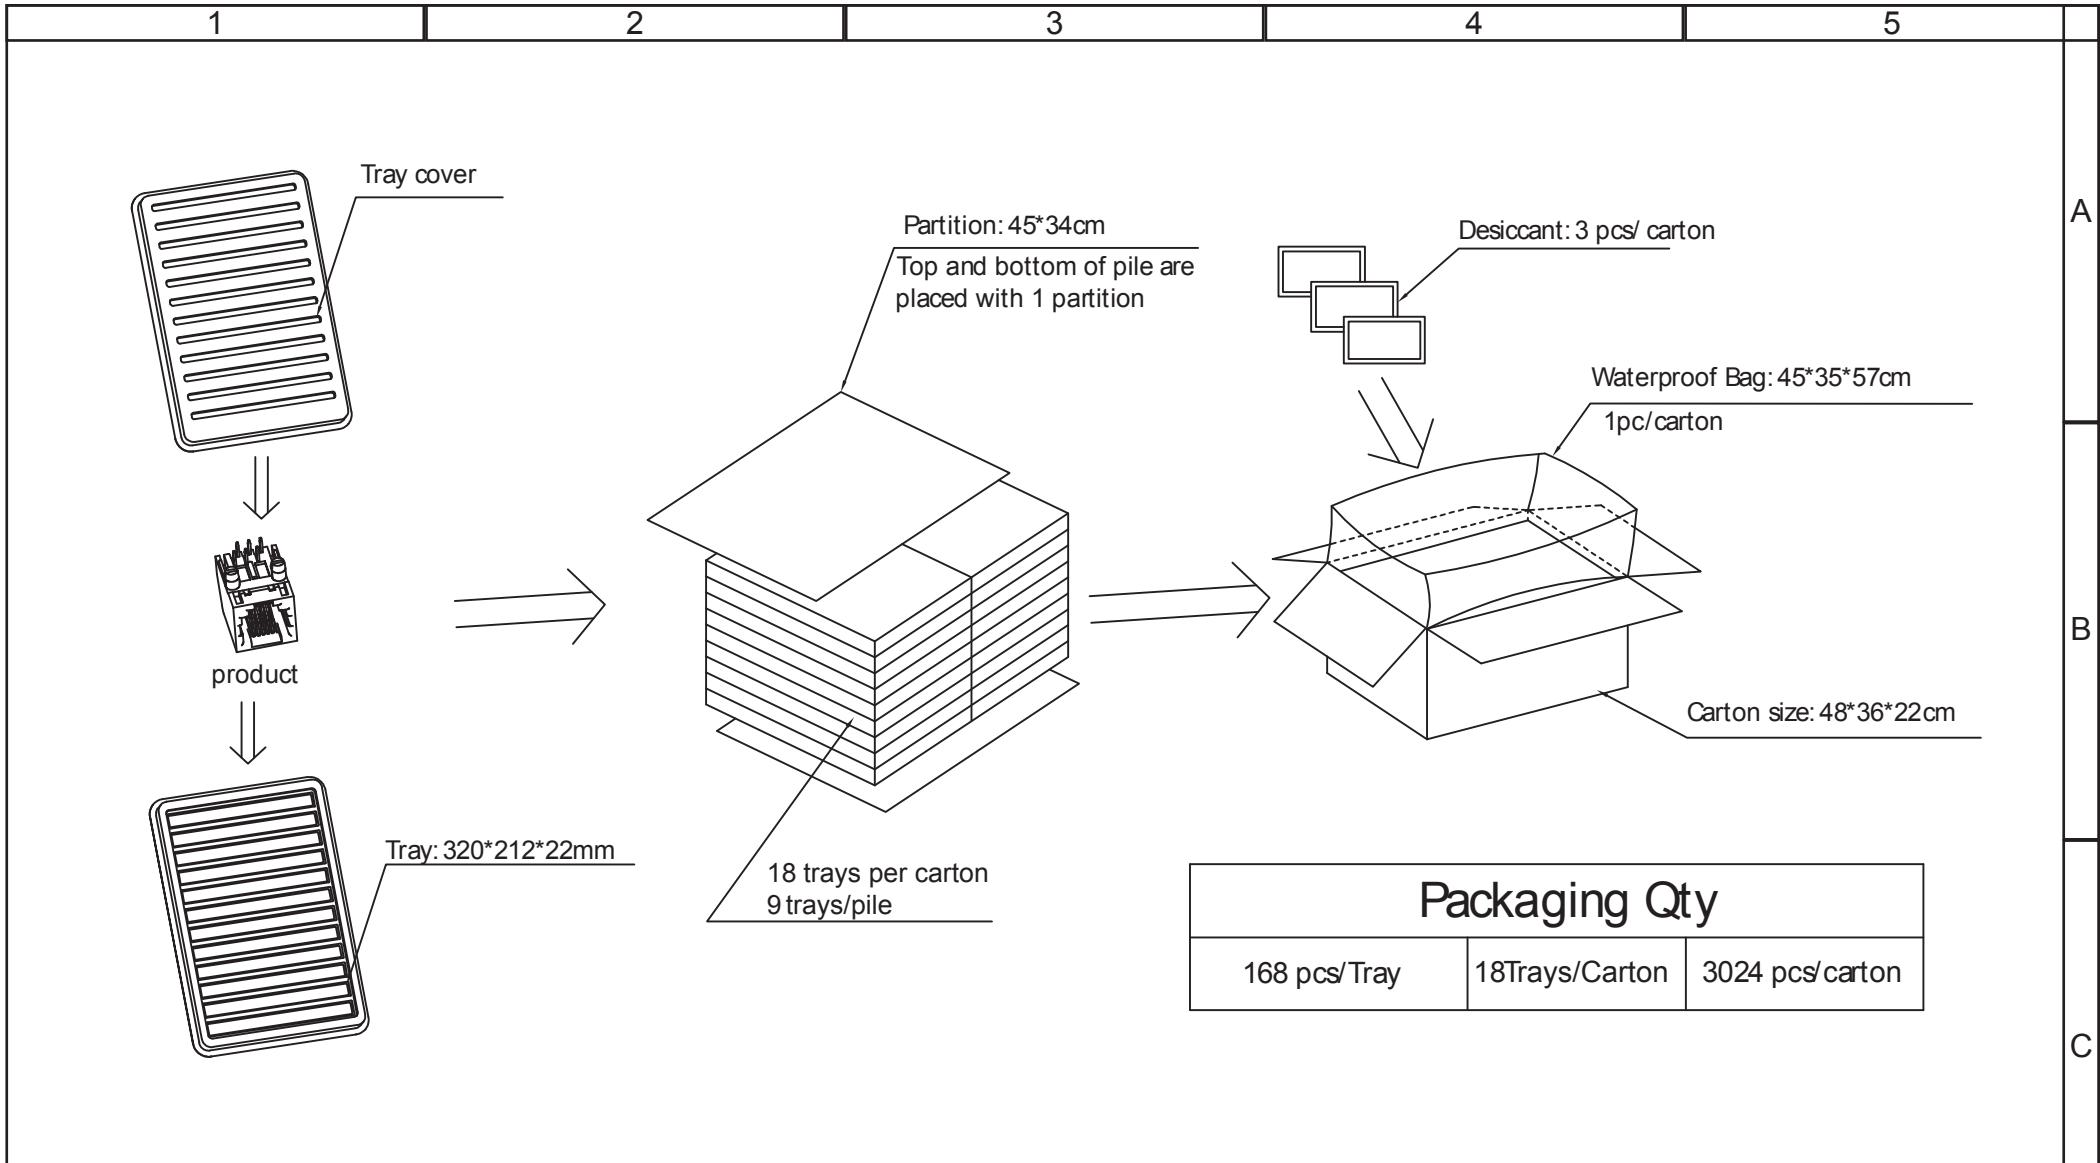 1 2 3 4 5
A
B
C
Tray cover
product
Tray: 320*212*22mm
Partition: 45*34cm
Top and bottom of pile are
placed with 1 partition
18 trays per carton
9 trays/pile
Desiccant: 3 pcs/ carton
Waterproof Bag: 45*35*57cm
1pc/carton
Carton size: 48*36*22cm
Packaging Qty
168 pcs/Tray 18Trays/Carton 3024 pcs/carton